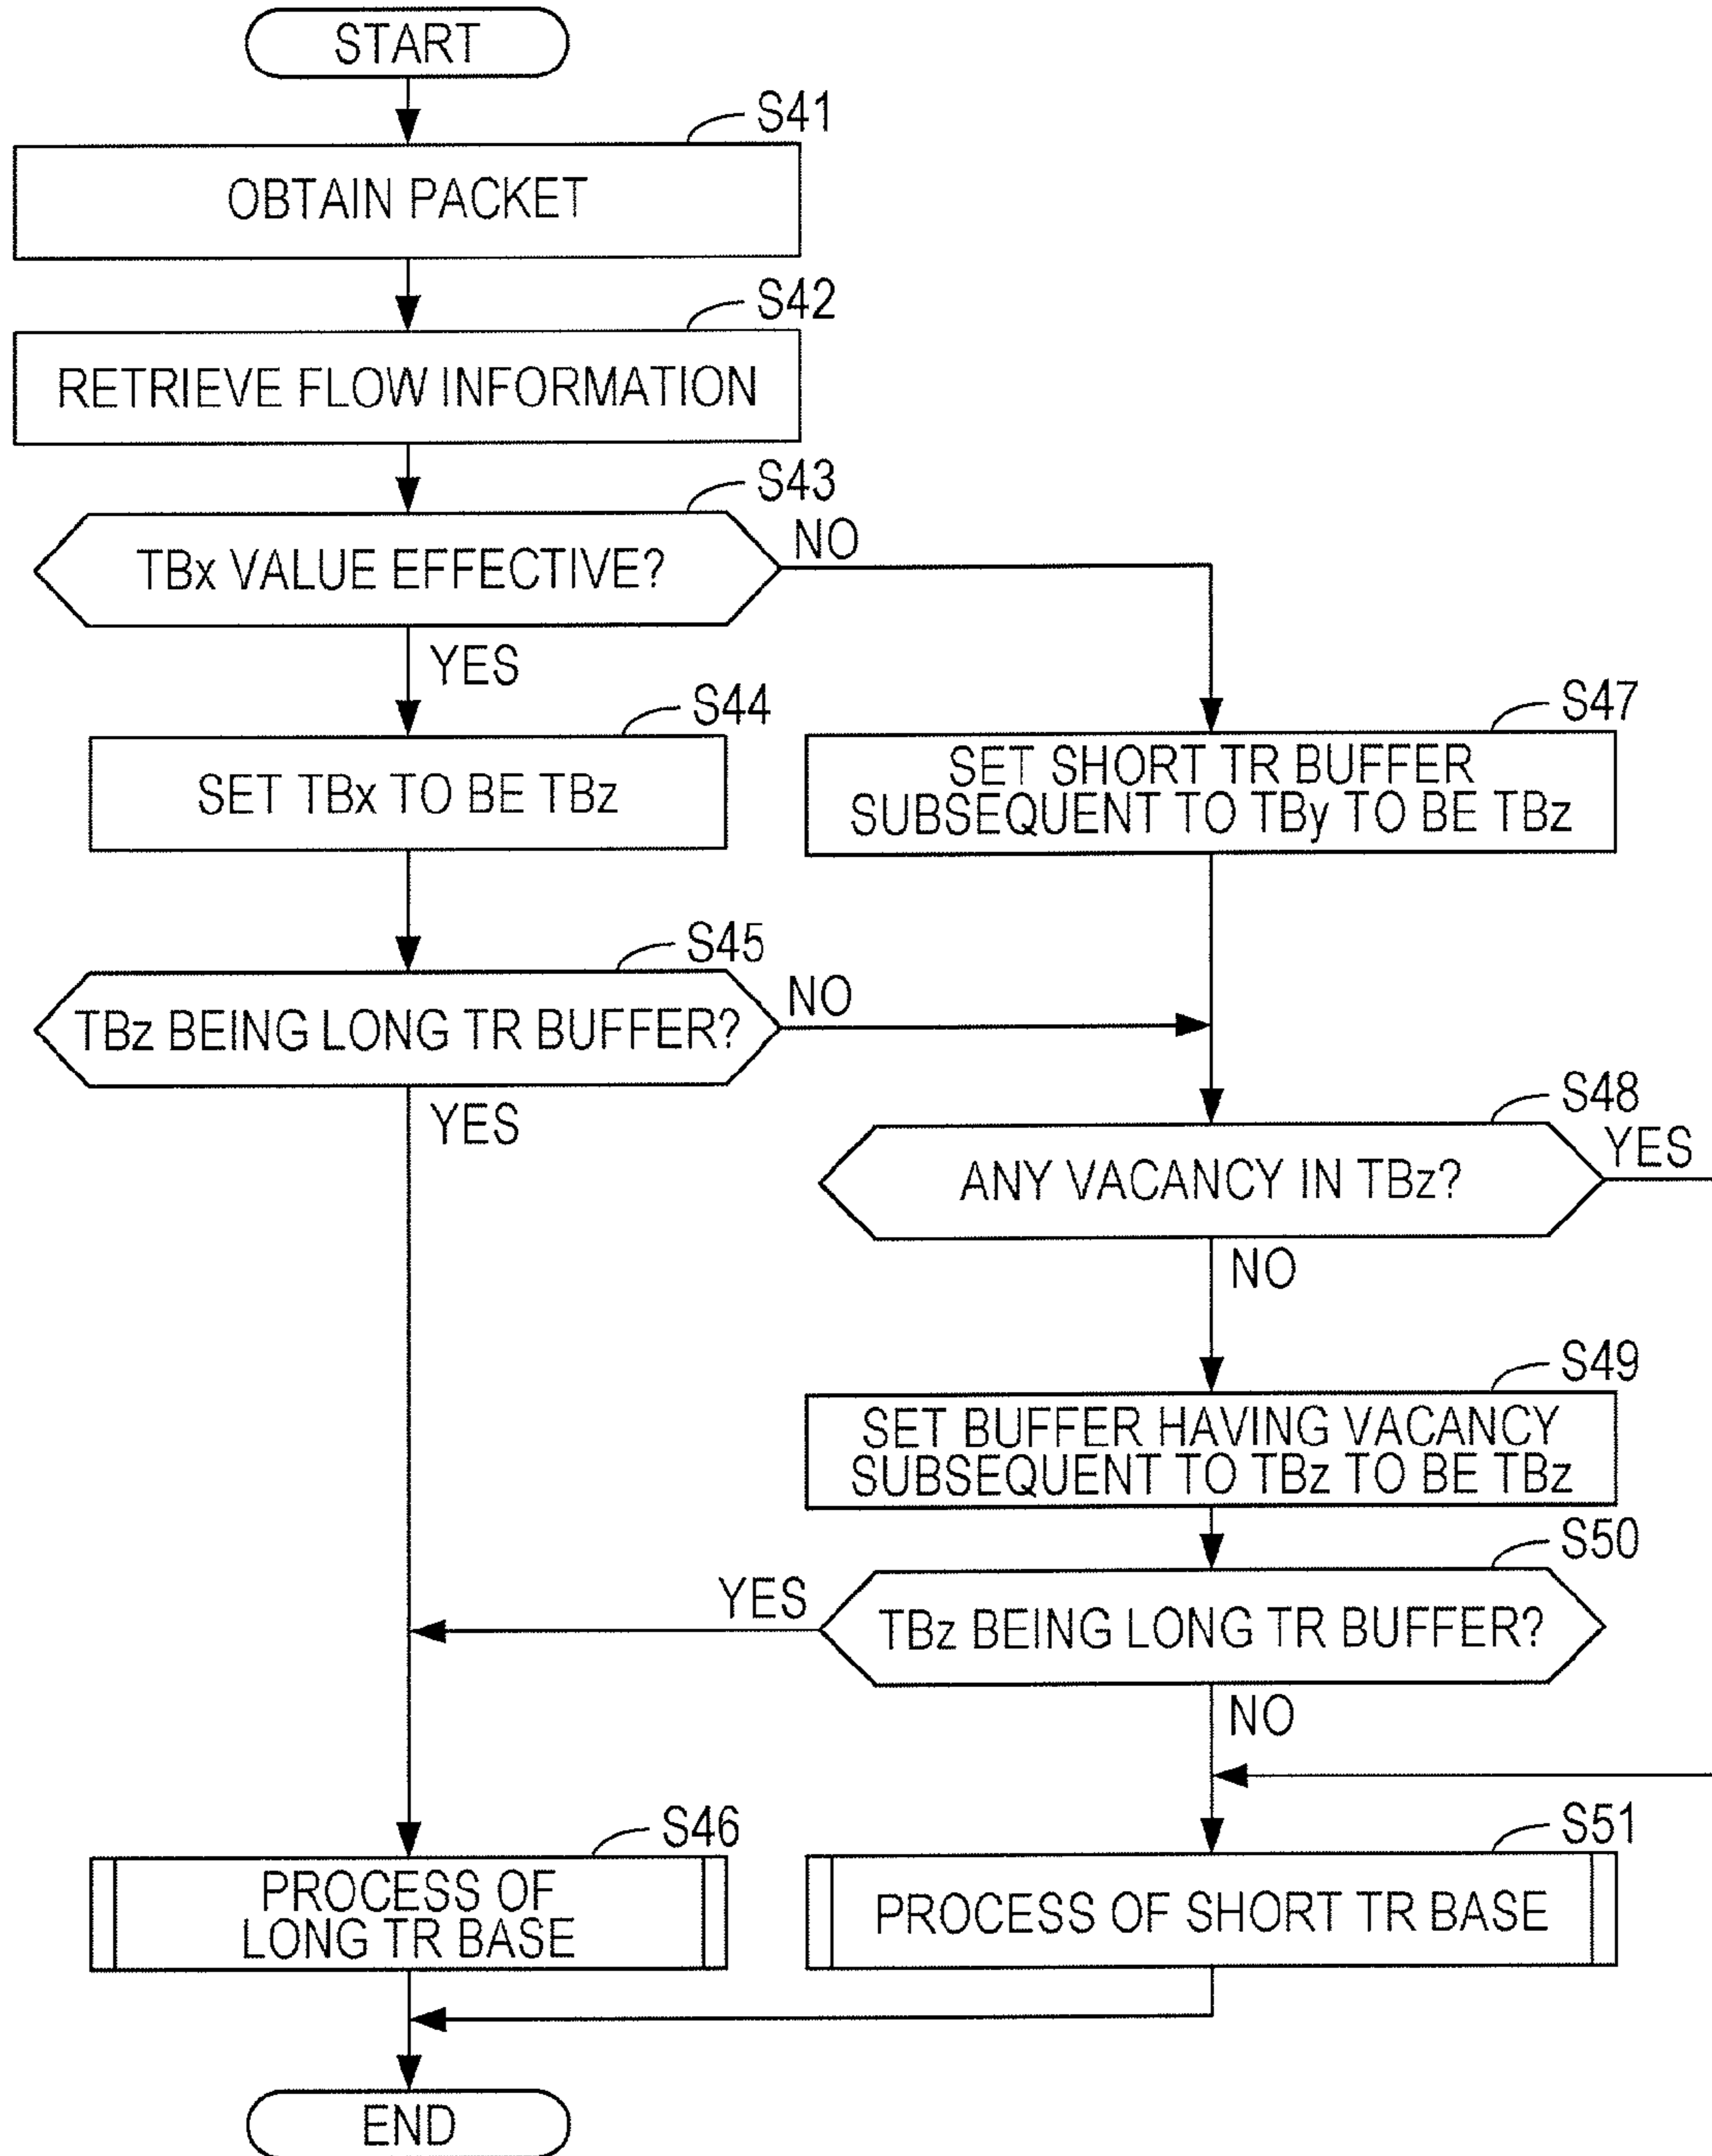 START
S41
OBTAIN PACKET
S42
RETRIEVE FLOW INFORMATION
S43
TBx VALUE EFFECTIVE?
NO
YES
S44
SET TBx TO BE TBz
S47
SET SHORT TR BUFFER
SUBSEQUENT TO TBy TO BE TBz
S45
TBz BEING LONG TR BUFFER?
NO
YES
S48
ANY VACANCY IN TBz?
YES
NO
S49
SET BUFFER HAVING VACANCY
SUBSEQUENT TO TBz TO BE TBz
S50
TBz BEING LONG TR BUFFER?
YES
NO
S46
PROCESS OF
LONG TR BASE
S51
PROCESS OF SHORT TR BASE
END